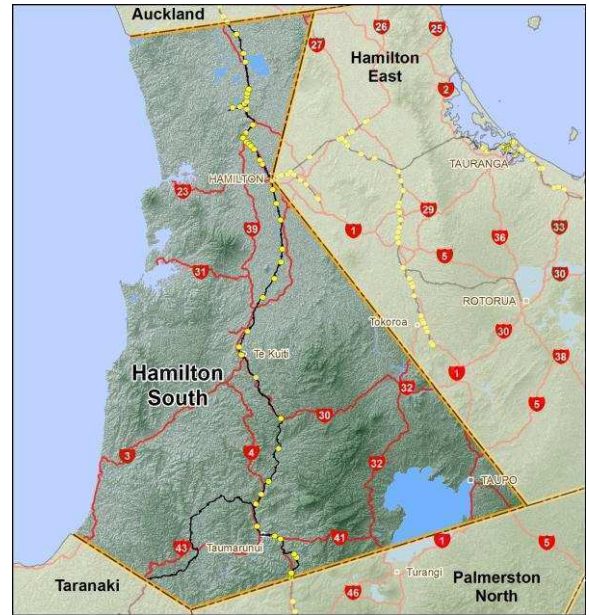 Auckland
26
25
27
Hamilton
East
2
TAURANGA
HAMILTON
23
29
33
1
36
39
5
31
30
ROTORUA
Tokoroa
30
Te Kuiti
38
1
Hamilton
South
32
5
30
3
4
32
TAUPO
41
1
43
5
Taumarunui
Taranaki
Turangi
46
Palmerston
North